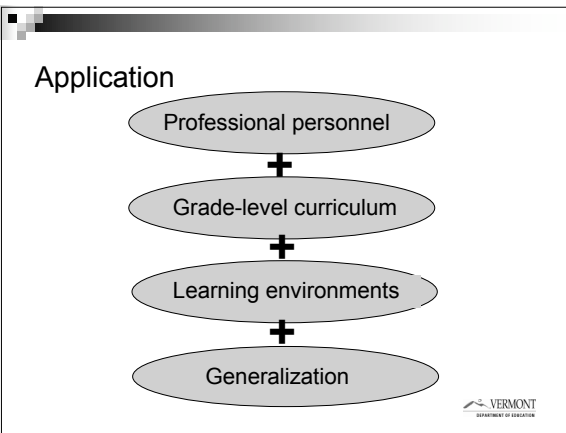 Application
Professional personnel
+
Grade-level curriculum
+
Learning environments
+
Generalization
VERMONT
DEPARTMENT OF EDUCATION